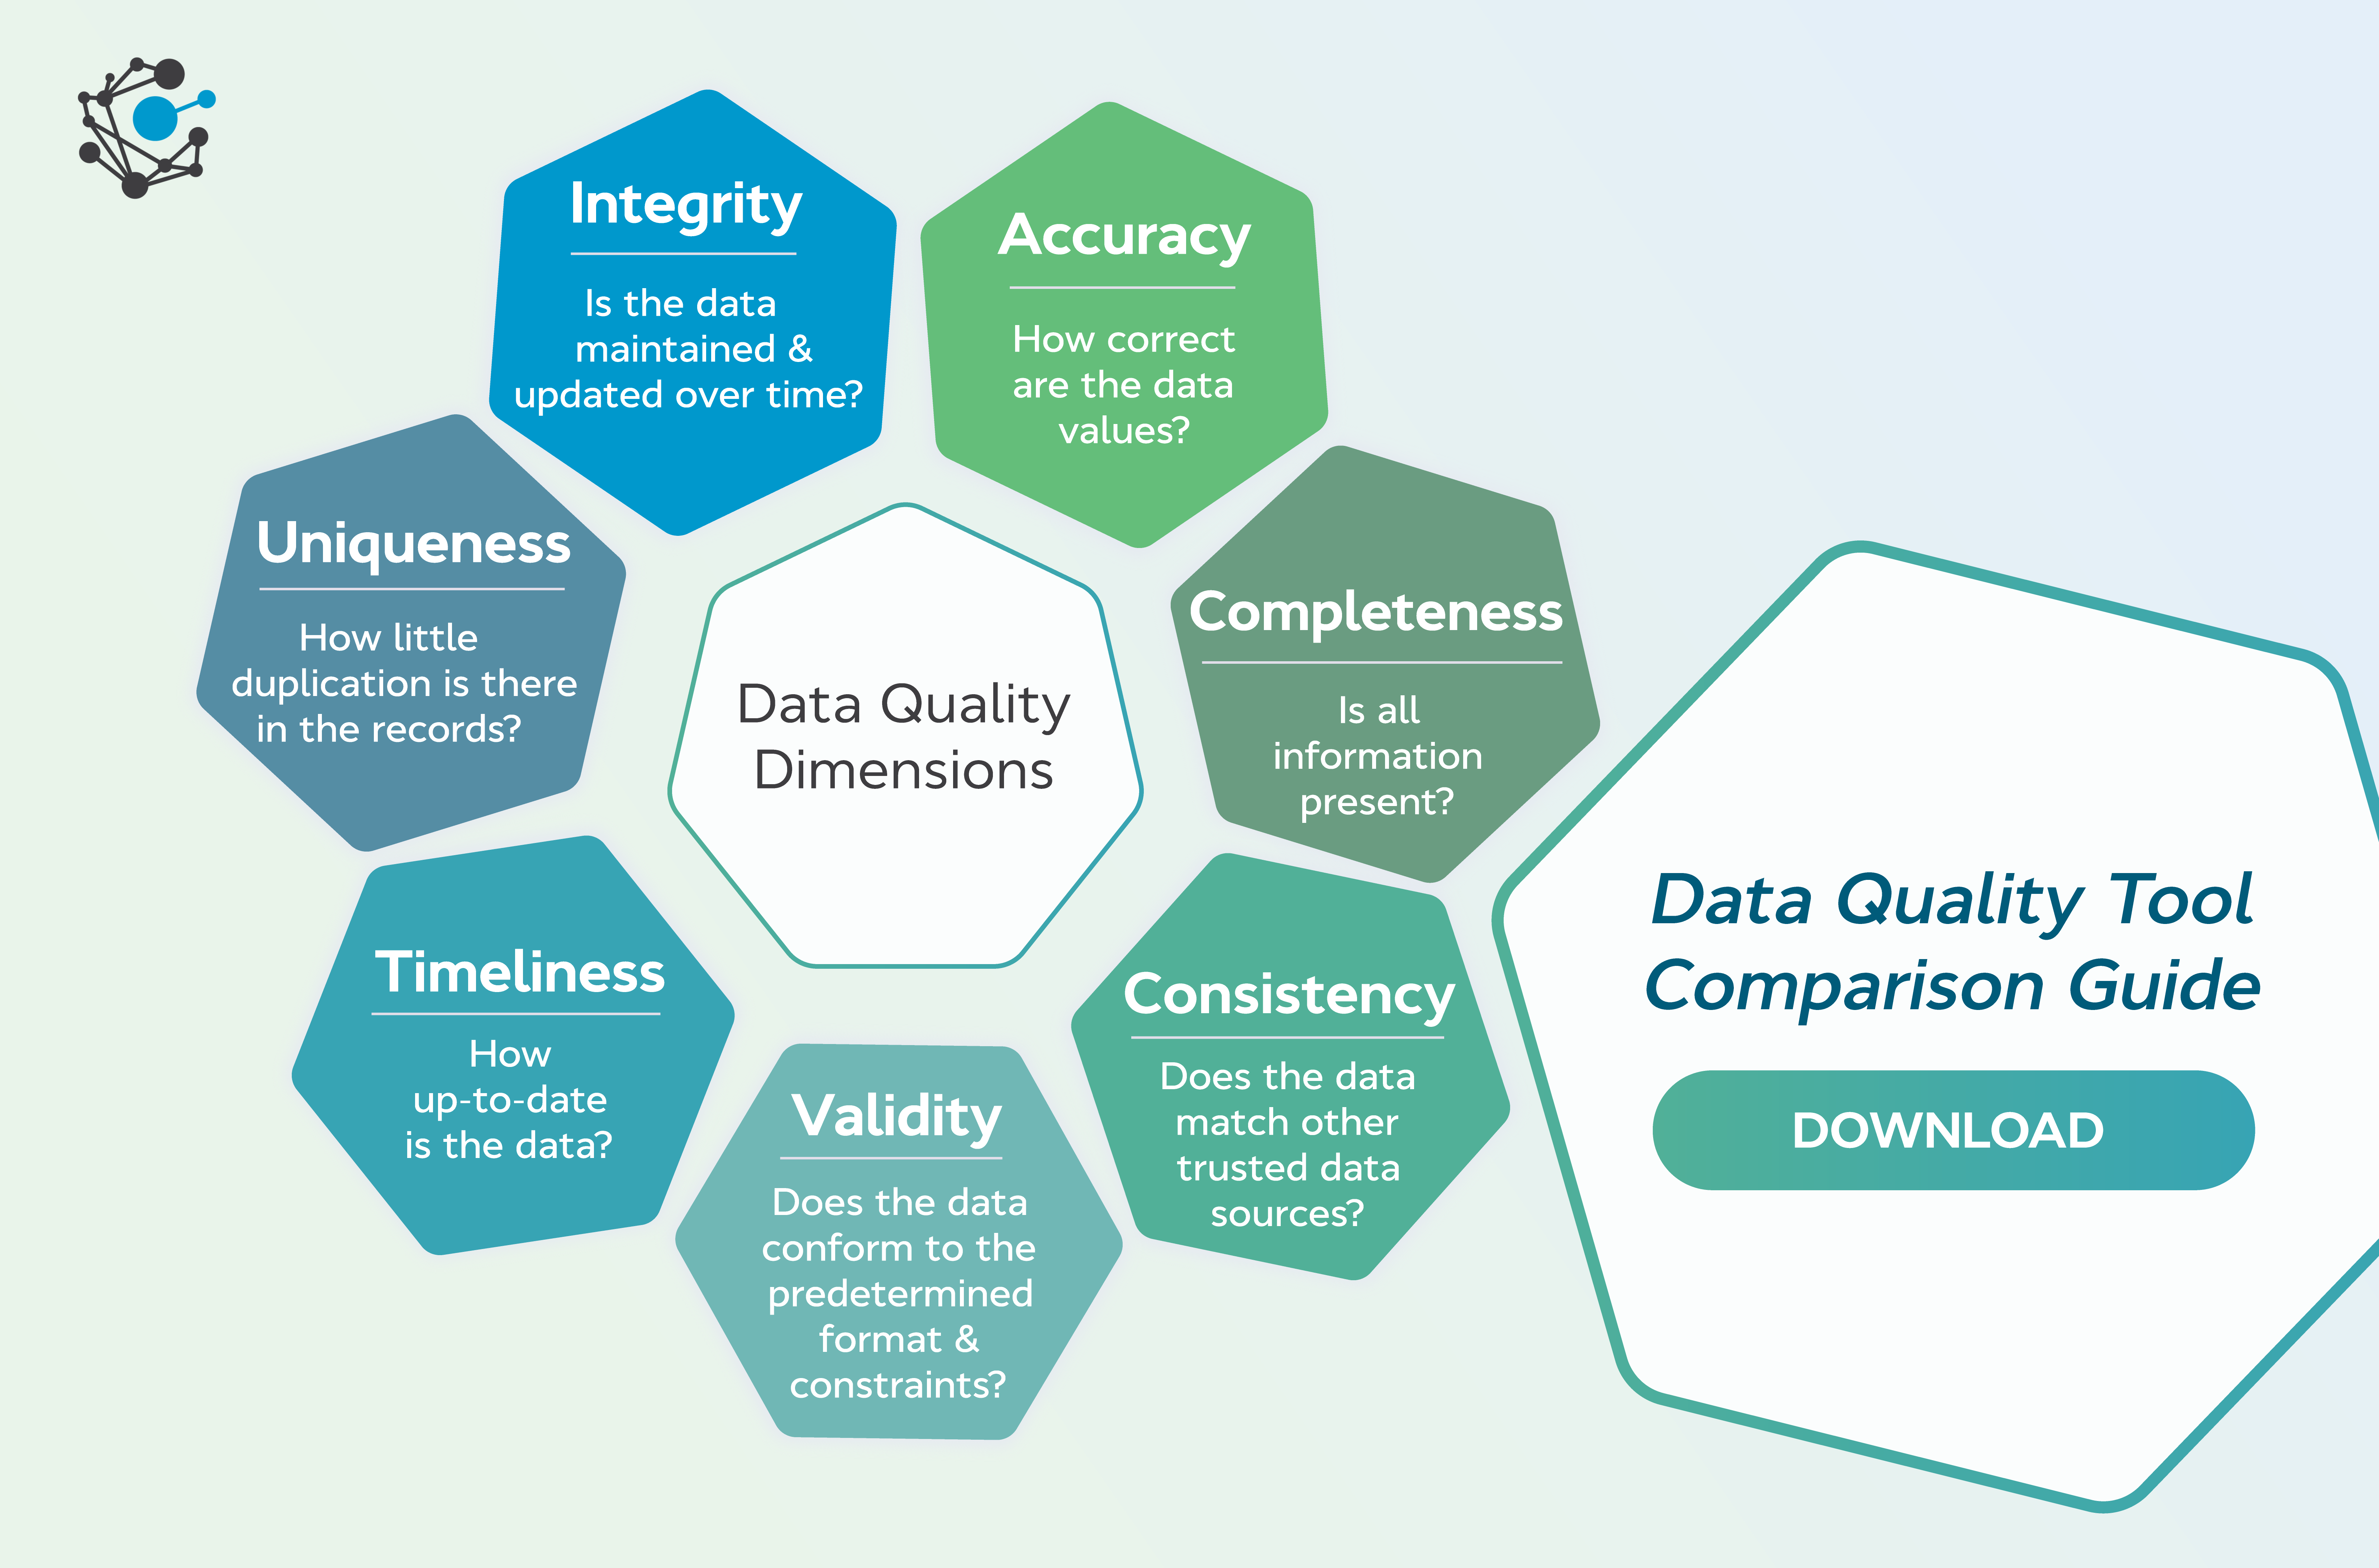 Integrity
Is the data
maintained &
updated over time?
Accuracy
How correct
are the data
values?
Uniqueness
How little
duplication is there
in the records?
Completeness
Is all
information
present?
Data Quality
Dimensions
Timeliness
How
up-to-date
is the data?
Consistency
Does the data
match other
trusted data
sources?
Validity
Does the data
conform to the
predetermined
format &
constraints?
Data Quality Tool
Comparison Guide
DOWNLOAD